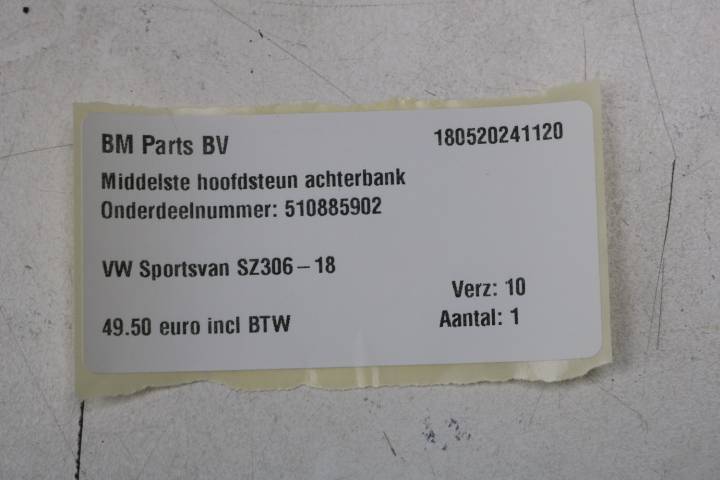 BM Parts BV 180520241120
Middelste hoofdsteun achterbank
Onderdeelnummer: 510885902
VW Sportsvan SZ306-18
Verz: 10
49.50 euro incl BTW
Aantal: 1